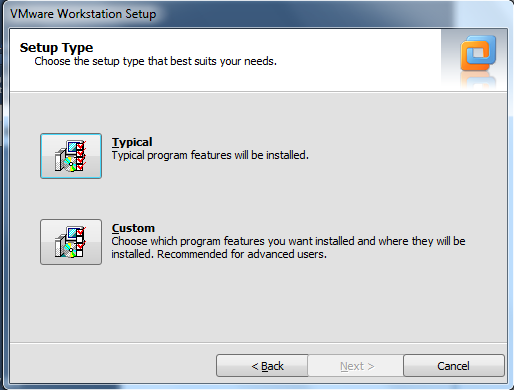 VMware Workstation Setup
Setup Type
Choose the setup type that best suits your needs.
Typical
Typical program features will be installed.
Custom
Choose which program features you want installed and where they will be
installed. Recommended for advanced users.
< Back Next > Cancel